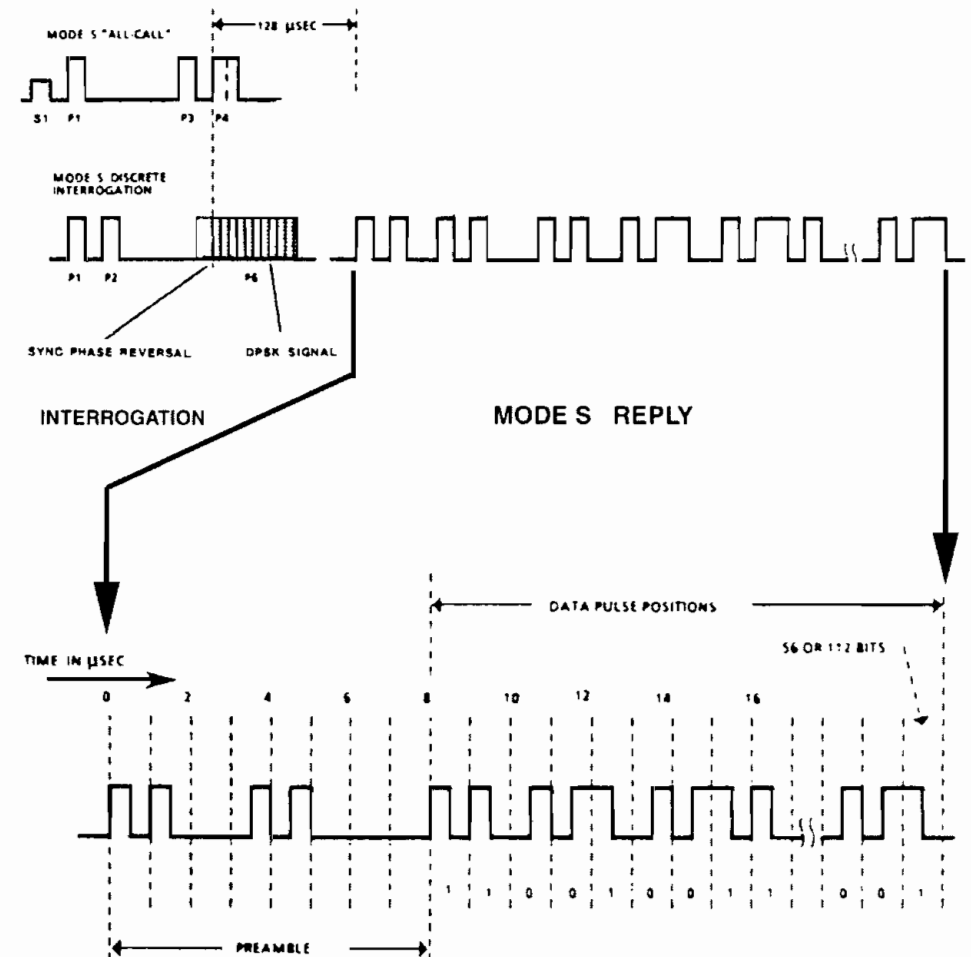 128 µSEC
MODE S "ALL-CALL"
S1 P1 P3 P4
MODE S DISCRETE
INTERROGATION
P1 P2 P6
SYNC PHASE REVERSAL DPSK SIGNAL
INTERROGATION MODE S REPLY
DATA PULSE POSITIONS
56 OR 112 BITS
TIME IN µSEC
0 2 4 6 8 10 12 14 16
1 1 0 0 1 0 0 1 1 0 0 1
PREAMBLE